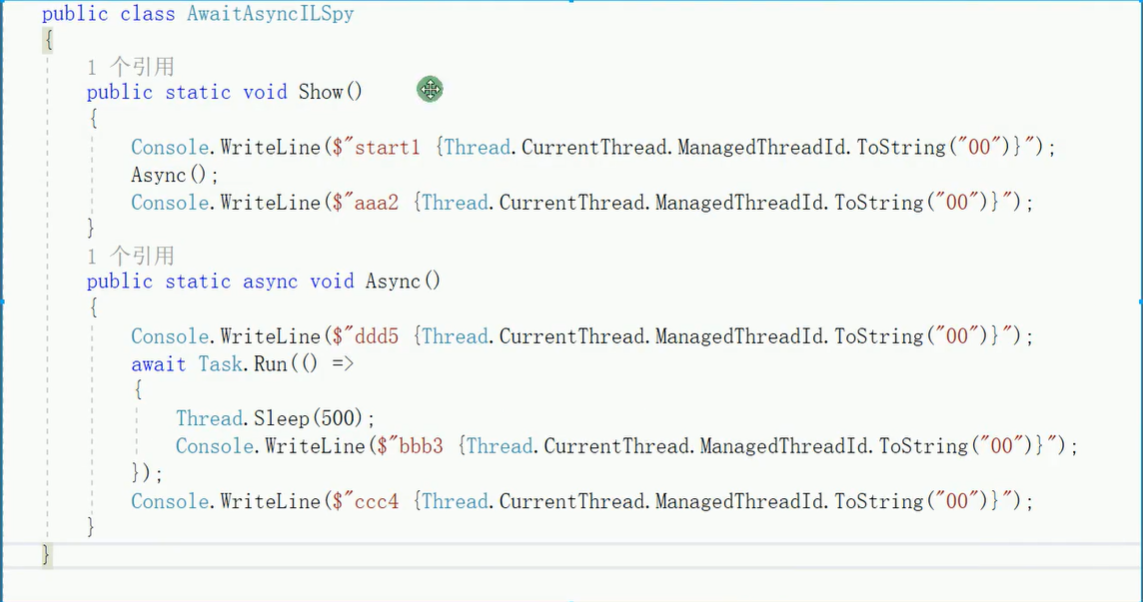 public class AwaitAsyncILSpy
{
1 个引用
public static void Show()
{
Console.WriteLine($"start1 {Thread.CurrentThread.ManagedThreadId.ToString("00")}");
Async();
Console.WriteLine($"aaa2 {Thread.CurrentThread.ManagedThreadId.ToString("00")}");
}
1 个引用
public static async void Async()
{
Console.WriteLine($"ddd5 {Thread.CurrentThread.ManagedThreadId.ToString("00")}");
await Task.Run(() =>
{
Thread.Sleep(500);
Console.WriteLine($"bbb3 {Thread.CurrentThread.ManagedThreadId.ToString("00")}");
});
Console.WriteLine($"ccc4 {Thread.CurrentThread.ManagedThreadId.ToString("00")}");
}
}